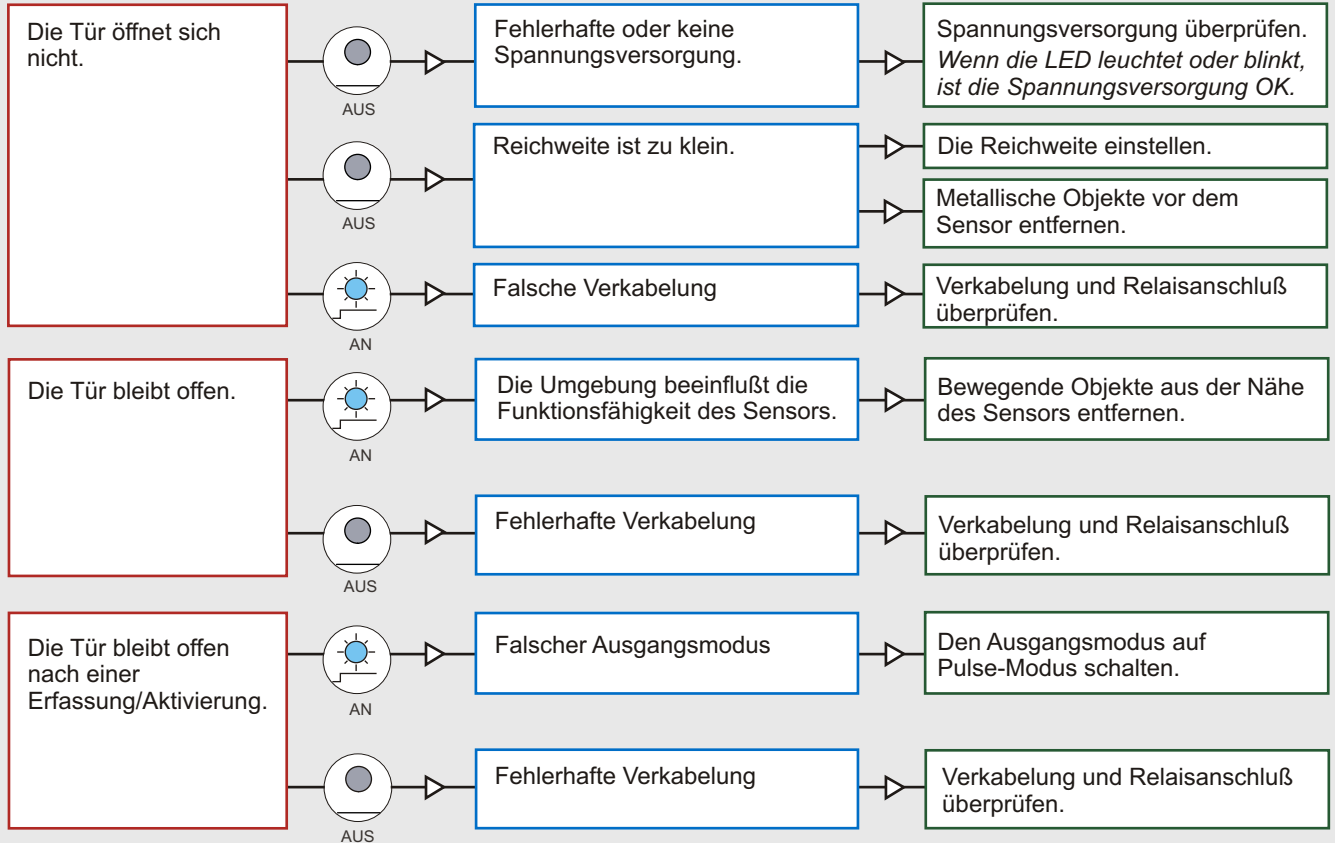 Die Tür öffnet sich
nicht.
AUS
Fehlerhafte oder keine
Spannungsversorgung.
Spannungsversorgung überprüfen.
Wenn die LED leuchtet oder blinkt,
ist die Spannungsversorgung OK.
AUS
Reichweite ist zu klein.
Die Reichweite einstellen.
Metallische Objekte vor dem
Sensor entfernen.
AN
Falsche Verkabelung
Verkabelung und Relaisanschluß
überprüfen.
Die Tür bleibt offen.
AN
Die Umgebung beeinflußt die
Funktionsfähigkeit des Sensors.
Bewegende Objekte aus der Nähe
des Sensors entfernen.
AUS
Fehlerhafte Verkabelung
Verkabelung und Relaisanschluß
überprüfen.
Die Tür bleibt offen
nach einer
Erfassung/Aktivierung.
AN
Falscher Ausgangsmodus
Den Ausgangsmodus auf
Pulse-Modus schalten.
AUS
Fehlerhafte Verkabelung
Verkabelung und Relaisanschluß
überprüfen.